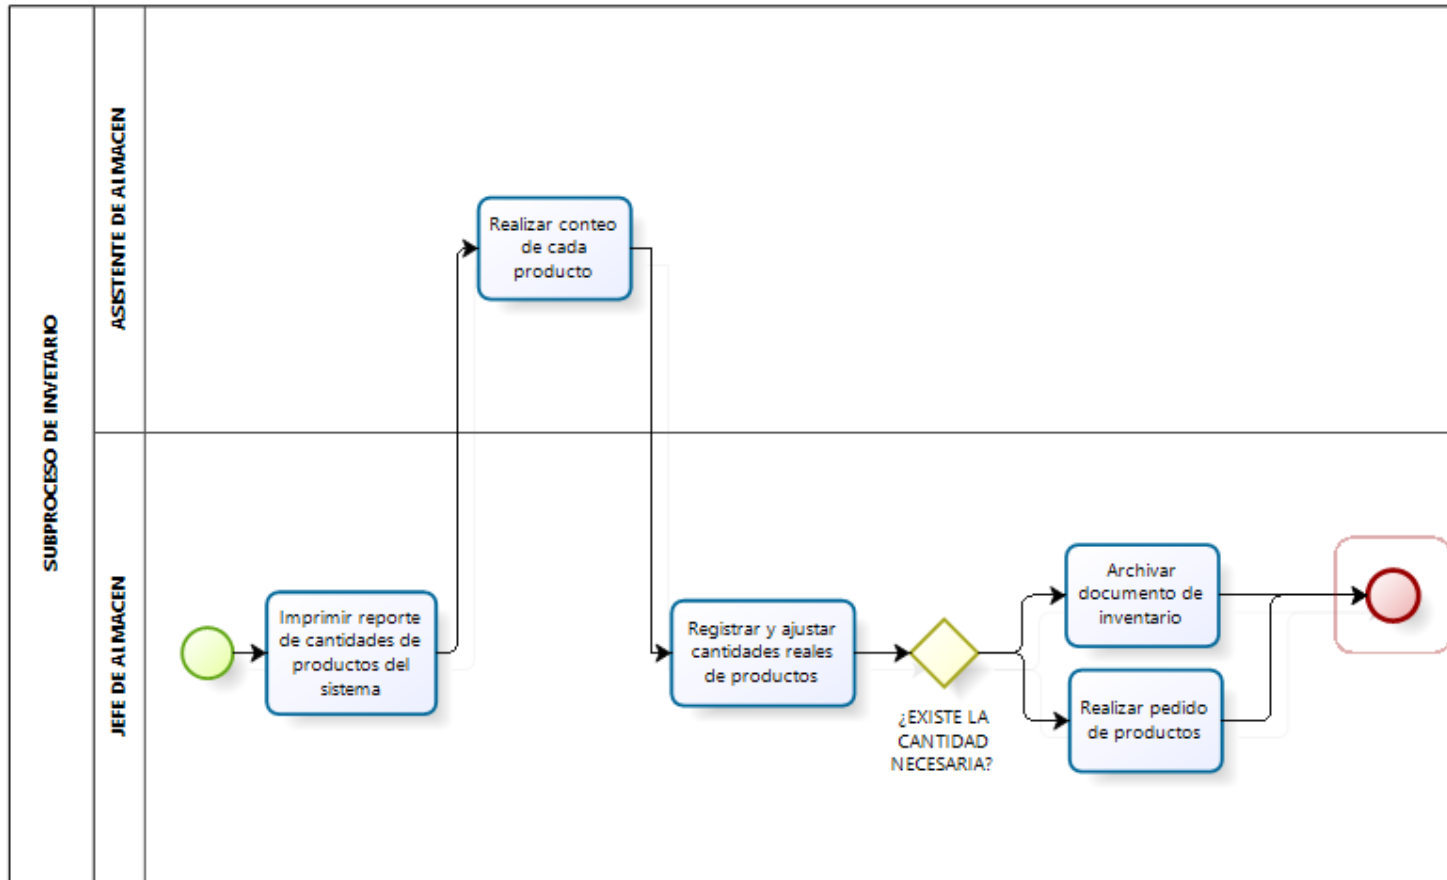 SUBPROCESO DE INVETARIO
ASISTENTE DE ALMACEN
JEFE DE ALMACEN
Imprimir reporte
de cantidades de
productos del
sistema
Realizar conteo
de cada
producto
Registrar y ajustar
cantidades reales
de productos
¿EXISTE LA
CANTIDAD
NECESARIA?
Archivar
documento de
inventario
Realizar pedido
de productos